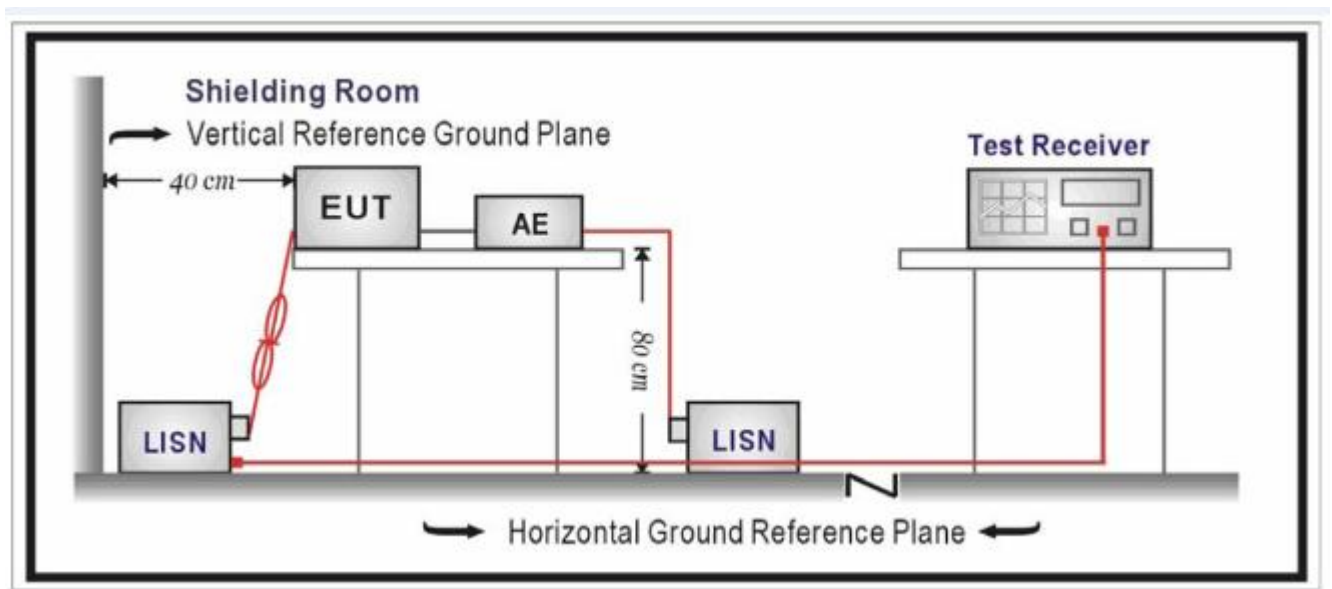 Shielding Room
Vertical Reference Ground Plane
Test Receiver
40 cm
EUT
AE
80 cm
LISN
LISN
Horizontal Ground Reference Plane